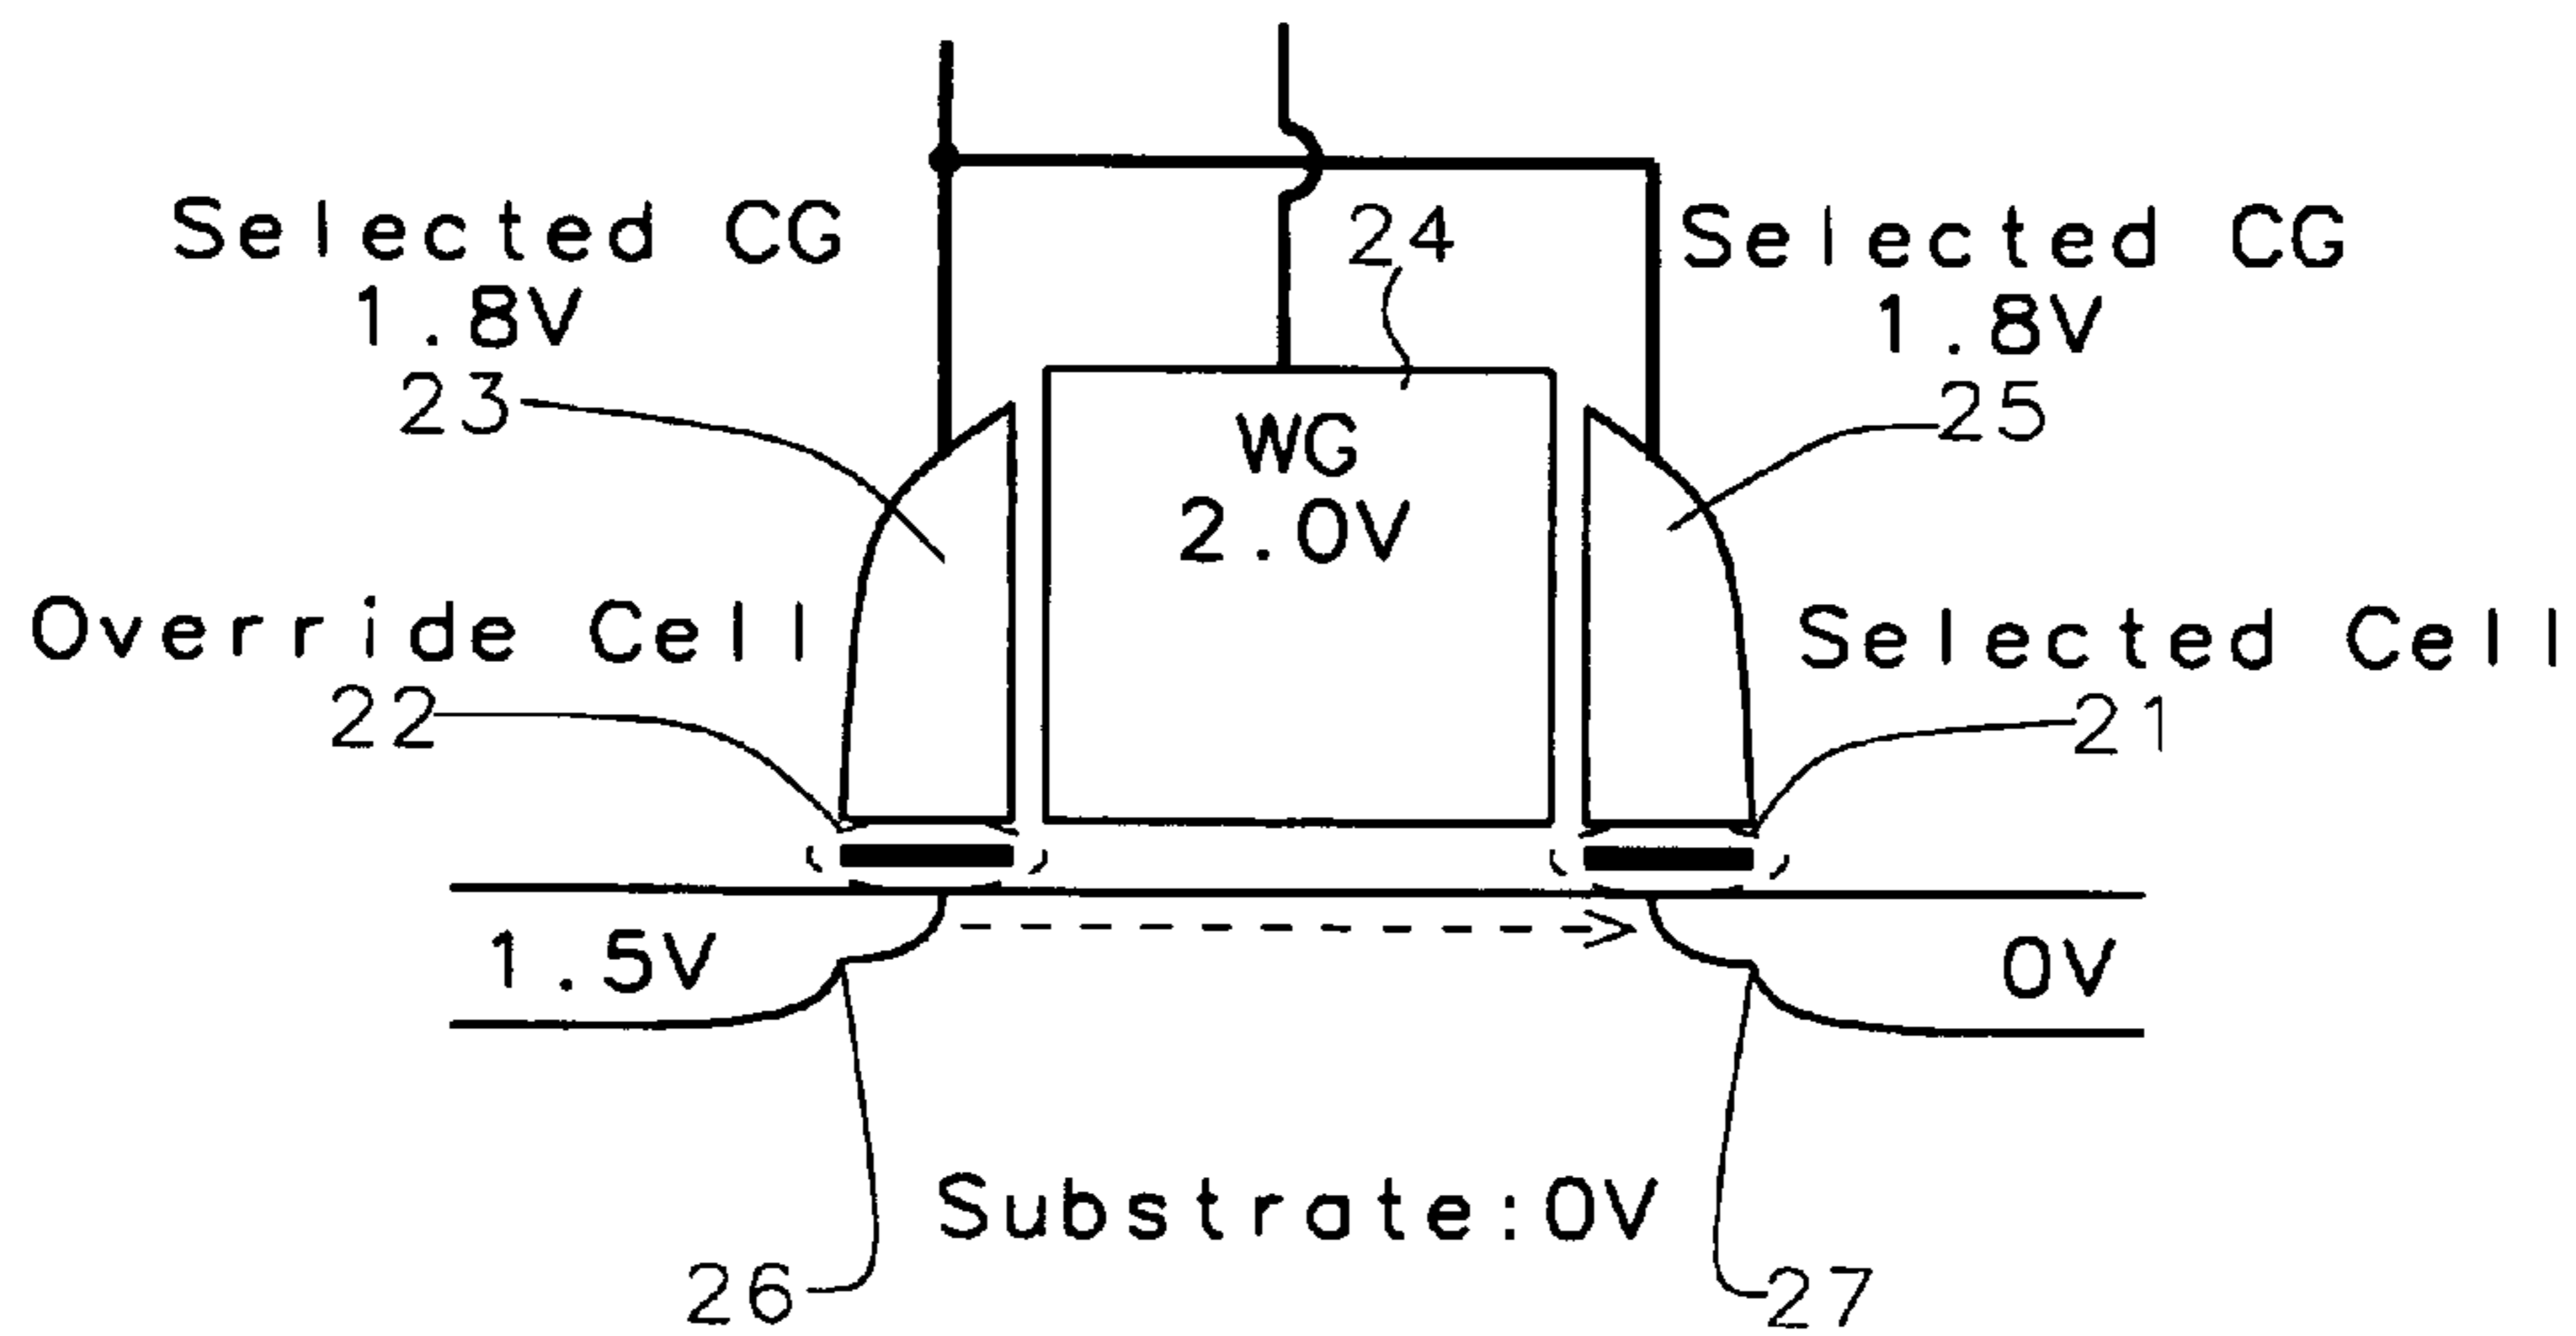 24
Selected CG
1.8V
23
Selected CG
1.8V
25
WG
2.0V
Override Cell
22
Selected Cell
21
1.5V
0V
Substrate:0V
26
27